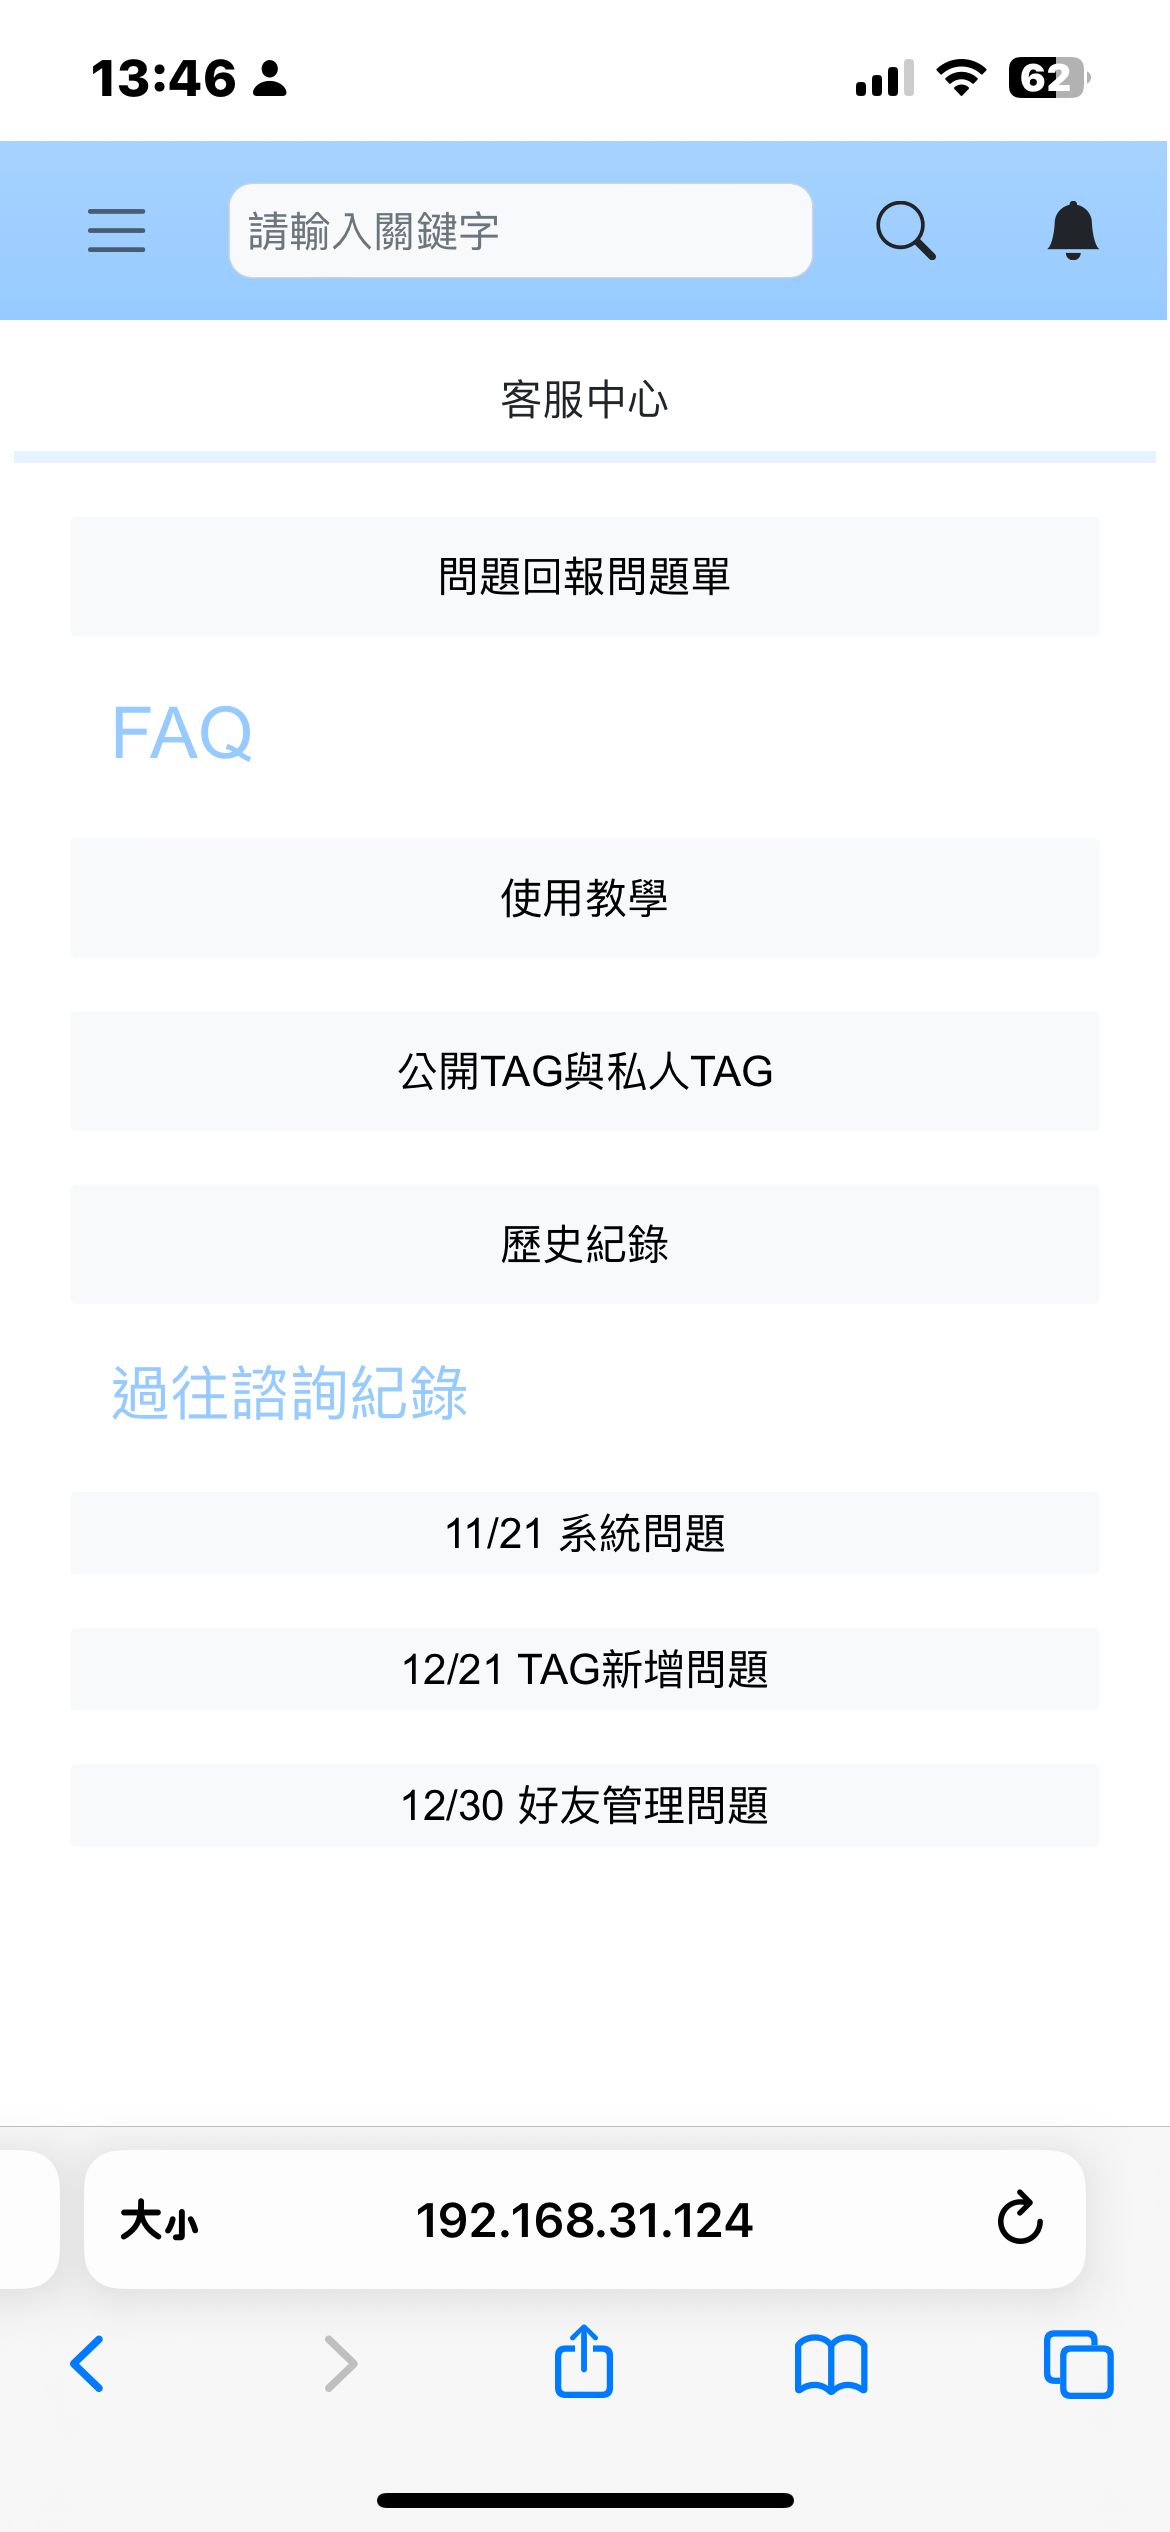 13:46
62
請輸入關鍵字
客服中心
問題回報問題單
FAQ
使用教學
公開TAG與私人TAG
歷史紀錄
過往諮詢紀錄
11/21 系統問題
12/21 TAG新增問題
12/30 好友管理問題
大小 192.168.31.124